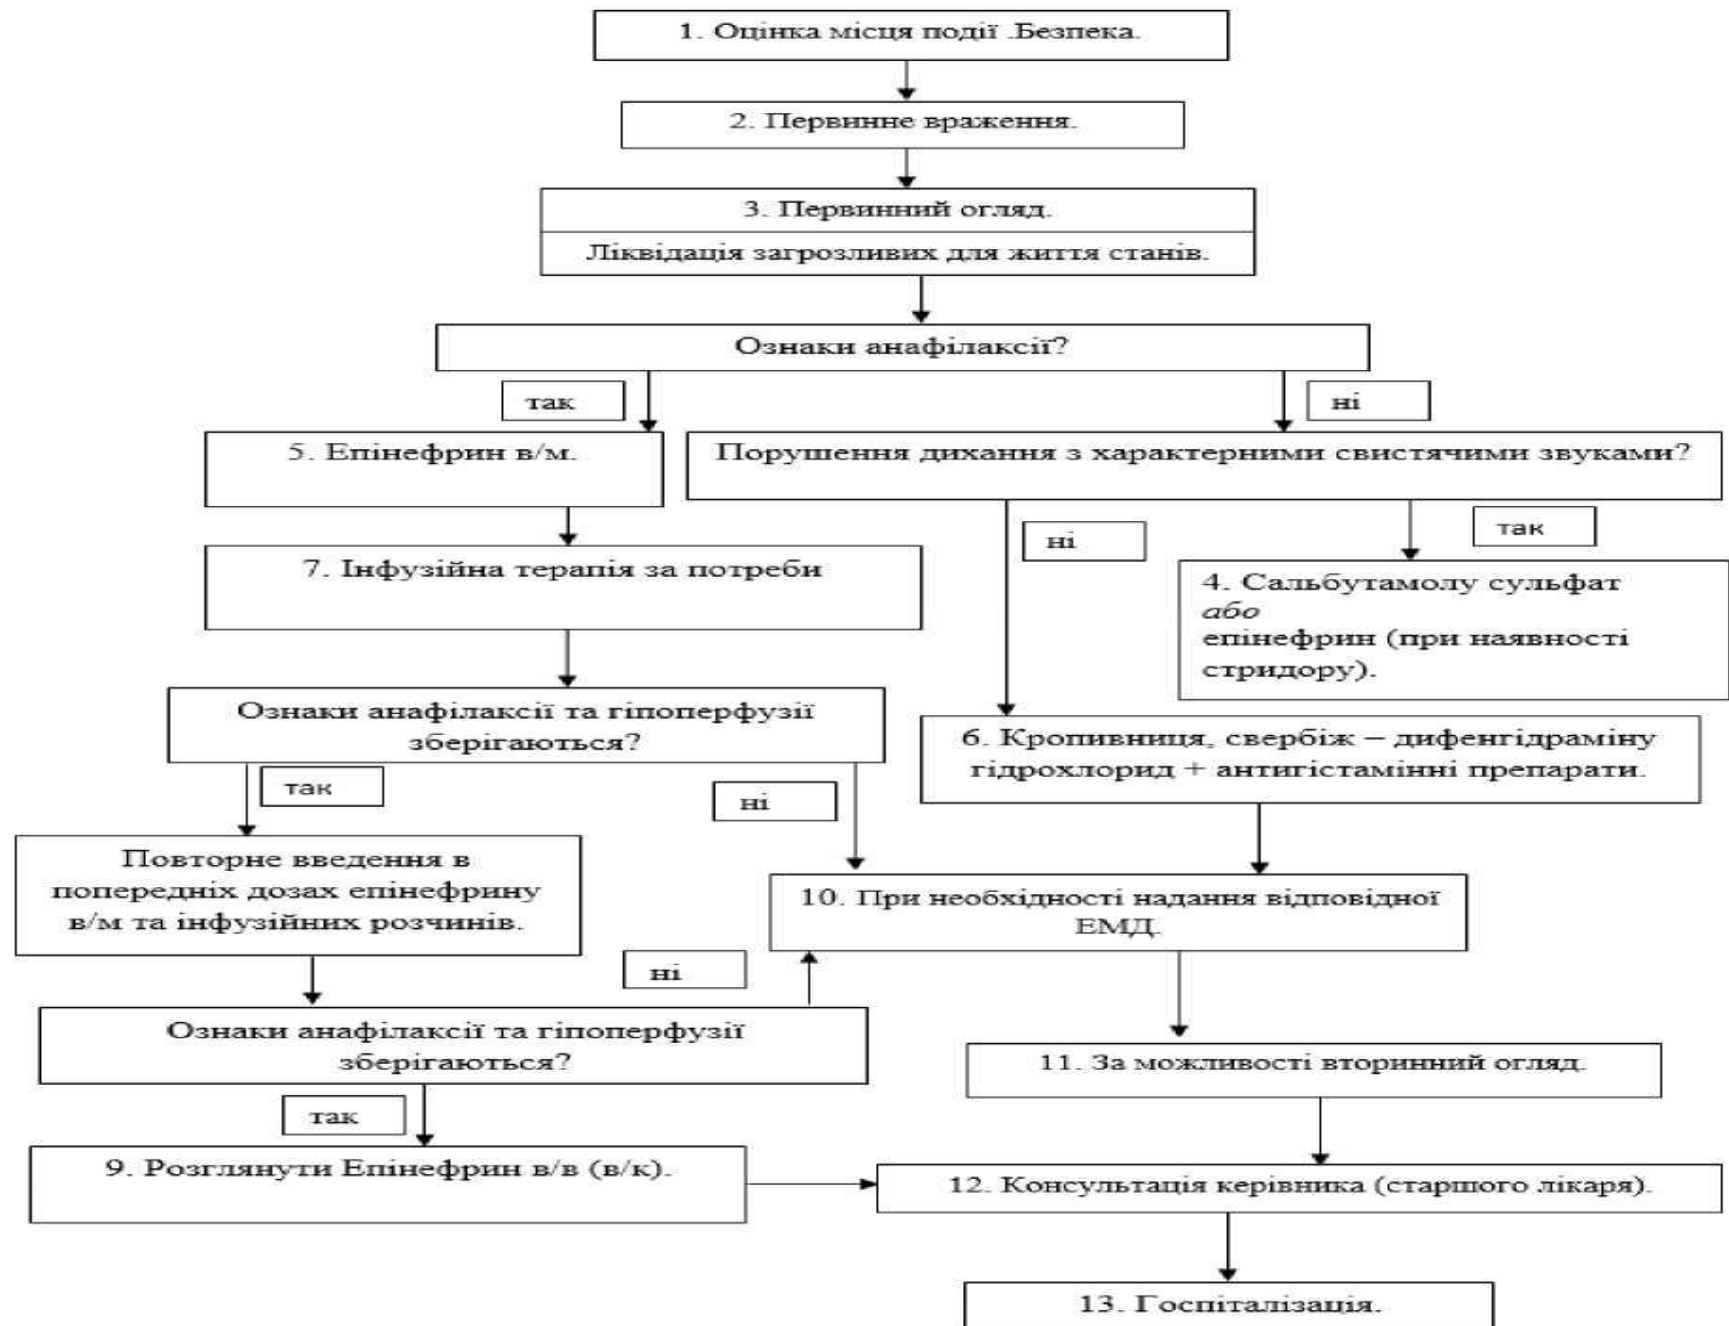 1. Оцінка місця події .Безпека.
2. Первинне враження.
3. Первинний огляд.
Ліквідація загрозливих для життя станів.
Ознаки анафілаксії?
так
ні
5. Епінефрин в/м.
Порушення дихання з характерними свистячими звуками?
ні
так
7. Інфузійна терапія за потреби
4. Сальбутамолу сульфат
або
епінефрин (при наявності
стридору).
Ознаки анафілаксії та гіпоперфузії
зберігаються?
6. Кропивниця, свербіж – дифенгідраміну
гідрохлорид + антигістамінні препарати.
так
ні
Повторне введення в
попередніх дозах епінефрину
в/м та інфузійних розчинів.
10. При необхідності надання відповідної
ЕМД.
ні
Ознаки анафілаксії та гіпоперфузії
зберігаються?
11. За можливості вторинний огляд.
так
9. Розглянути Епінефрин в/в (в/к).
12. Консультація керівника (старшого лікаря).
13. Госпіталізація.